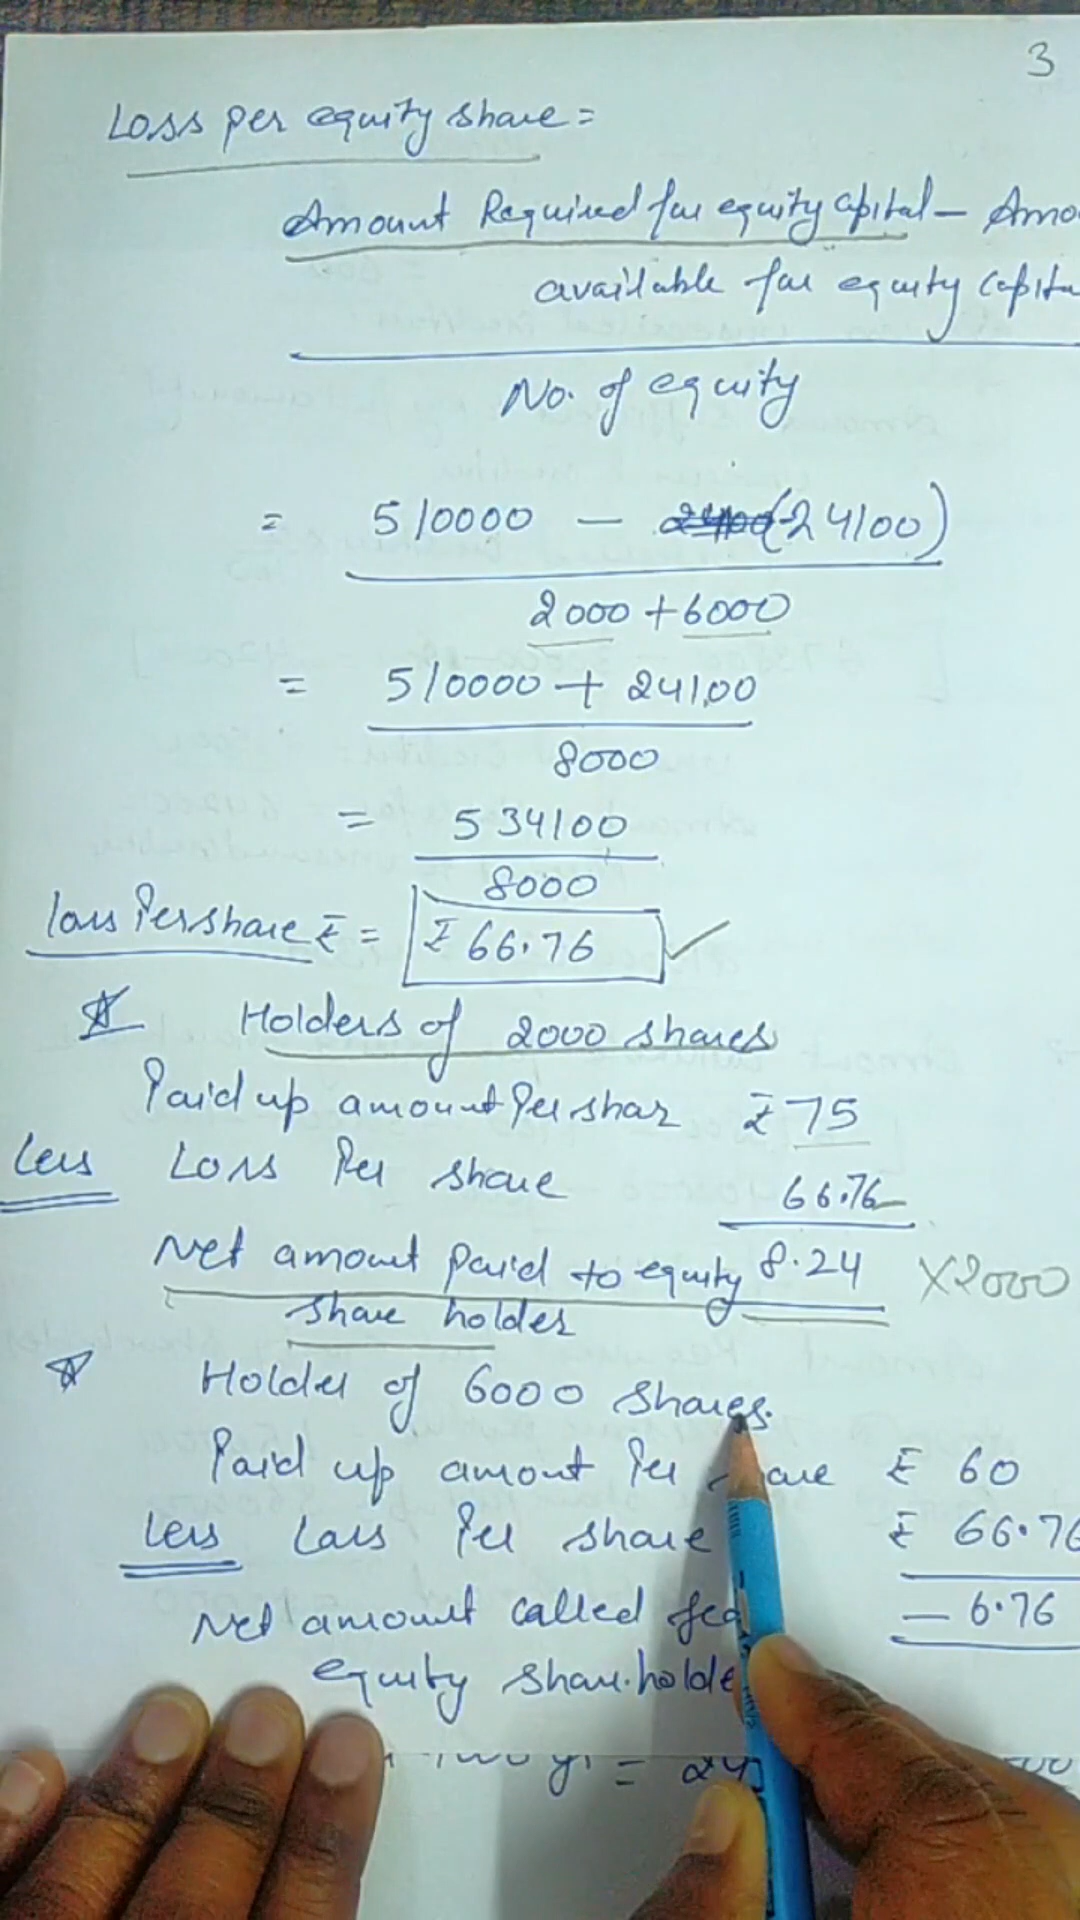 3
Loss per equity share =
Amount Required for equity capital - Amo
available for equity capita
No. of equity
= 510000 - (-24100)
2000 + 6000
= 510000 + 24100
8000
= 534100
8000
loss Per share ₹ = ₹ 66.76 ✓
☆ Holders of 2000 shares
Paid up amount Per shar ₹ 75
Less Loss Per share 66.76
Net amount paid to equity 8.24 X2000
share holder
☆ Holder of 6000 shares.
Paid up amont Per are ₹ 60
Less Loss Per share ₹ 66.76
Net amount called - 6.76
equity share.holde